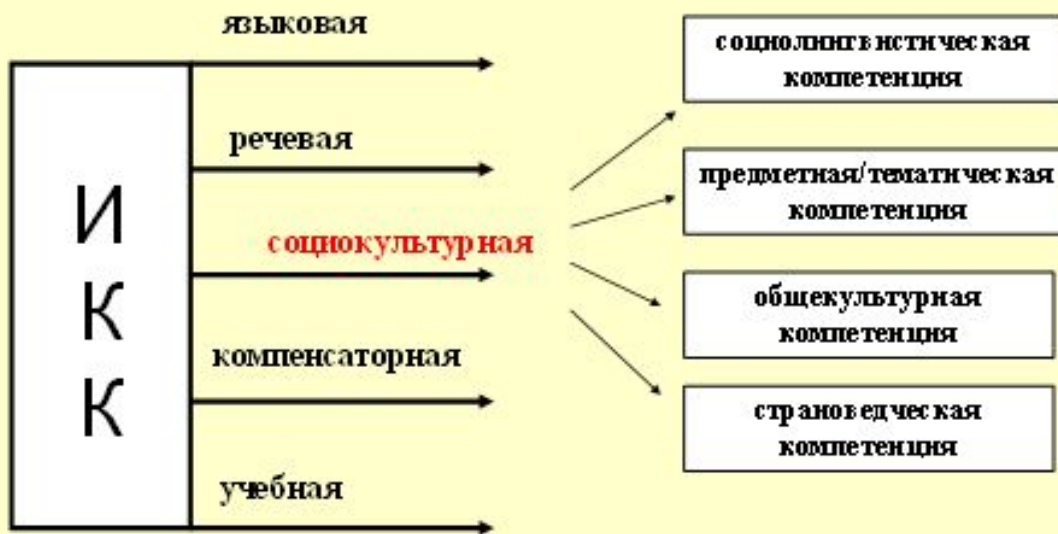 И
К
К
языковая
речевая
социокультурная
компенсаторная
учебная
социолингвистическая
компетенция
предметная/тематическая
компетенция
общекультурная
компетенция
страноведческая
компетенция